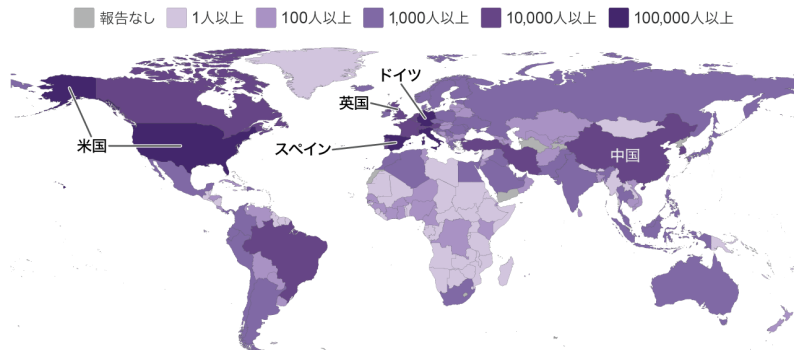 報告なし 1人以上 100人以上 1,000人以上 10,000人以上 100,000人以上
ドイツ
英国
米国
スペイン
中国